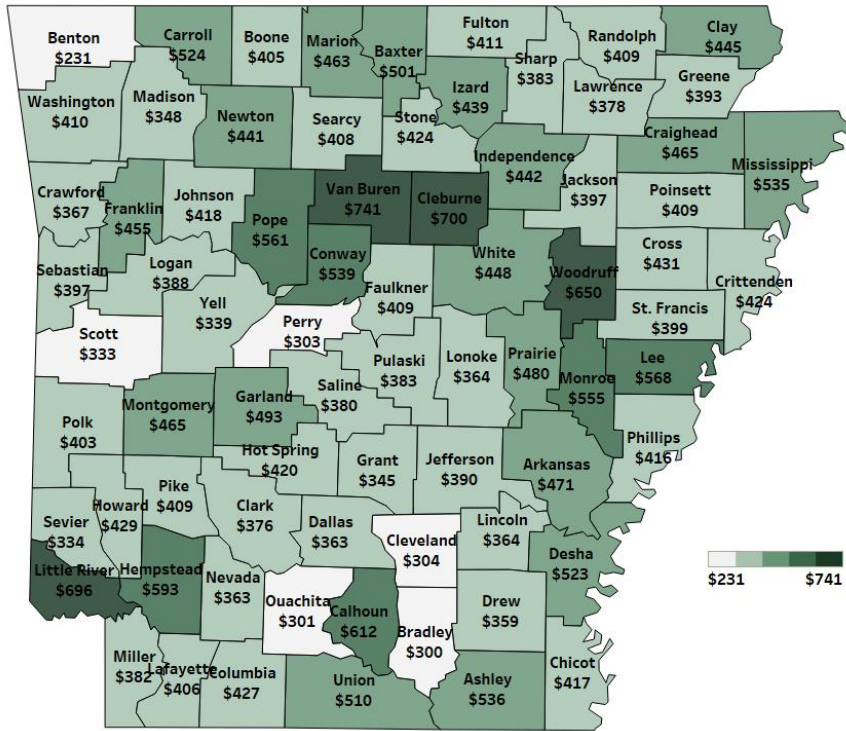 Benton
$231
Carroll
$524
Boone
$405
Marion
$463
Baxter
$501
Fulton
$411
Randolph
$409
Clay
$445
Sharp
$383
Greene
$393
Izard
$439
Lawrence
$378
Washington
$410
Madison
$348
Newton
$441
Searcy
$408
Stone
$424
Independence
$442
Jackson
$397
Craighead
$465
Mississippi
$535
Crawford
$367
Franklin
$455
Johnson
$418
Pope
$561
Van Buren
$741
Cleburne
$700
Poinsett
$409
Cross
$431
Conway
$539
White
$448
Woodruff
$650
Crittenden
$424
Sebastian
$397
Logan
$388
Faulkner
$409
Yell
$339
St. Francis
$399
Scott
$333
Perry
$303
Pulaski
$383
Lonoke
$364
Prairie
$480
Lee
$568
Monroe
$555
Saline
$380
Polk
$403
Montgomery
$465
Garland
$493
Hot Spring
$420
Grant
$345
Jefferson
$390
Arkansas
$471
Phillips
$416
Sevier
$334
Howard
$429
Pike
$409
Clark
$376
Dallas
$363
Cleveland
$304
Lincoln
$364
Desha
$523
Little River
$696
Hempstead
$593
Nevada
$363
Ouachita
$301
Calhoun
$612
Bradley
$300
Drew
$359
$231 $741
Miller
$382
Lafayette
$406
Columbia
$427
Union
$510
Ashley
$536
Chicot
$417